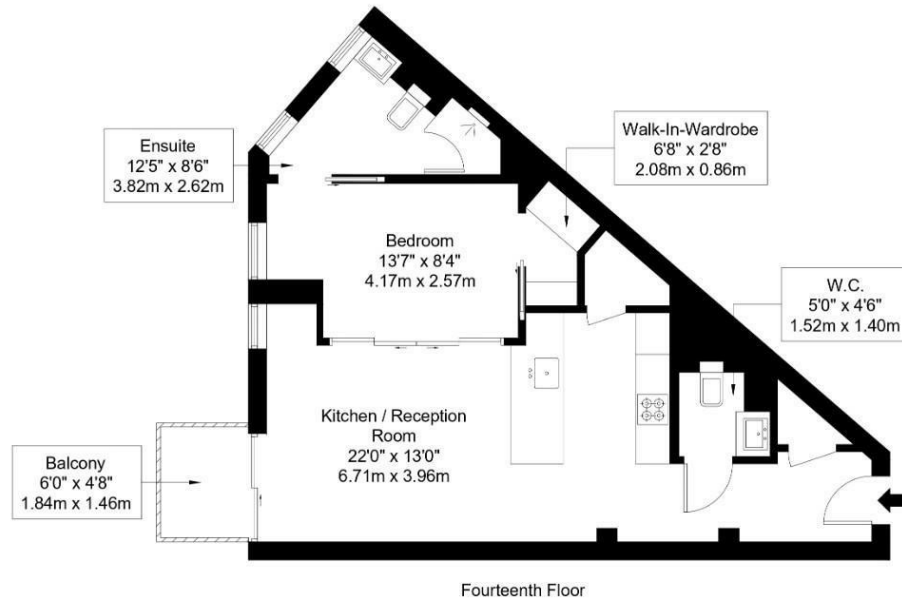 Ensuite
12'5" x 8'6"
3.82m x 2.62m
Walk-In-Wardrobe
6'8" x 2'8"
2.08m x 0.86m
Bedroom
13'7" x 8'4"
4.17m x 2.57m
W.C.
5'0" x 4'6"
1.52m x 1.40m
Kitchen / Reception
Room
22'0" x 13'0"
6.71m x 3.96m
Balcony
6'0" x 4'8"
1.84m x 1.46m
Fourteenth Floor